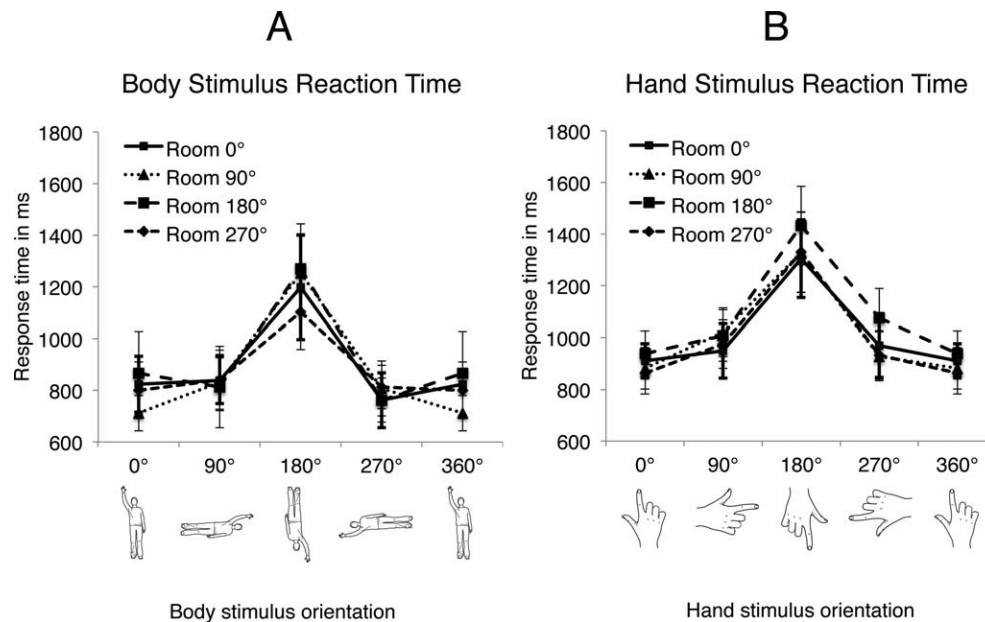 A
Body Stimulus Reaction Time
Response time in ms
1800
1600
1400
1200
1000
800
600
Room 0°
Room 90°
Room 180°
Room 270°
0° 90° 180° 270° 360°
Body stimulus orientation
B
Hand Stimulus Reaction Time
Response time in ms
1800
1600
1400
1200
1000
800
600
Room 0°
Room 90°
Room 180°
Room 270°
0° 90° 180° 270° 360°
Hand stimulus orientation